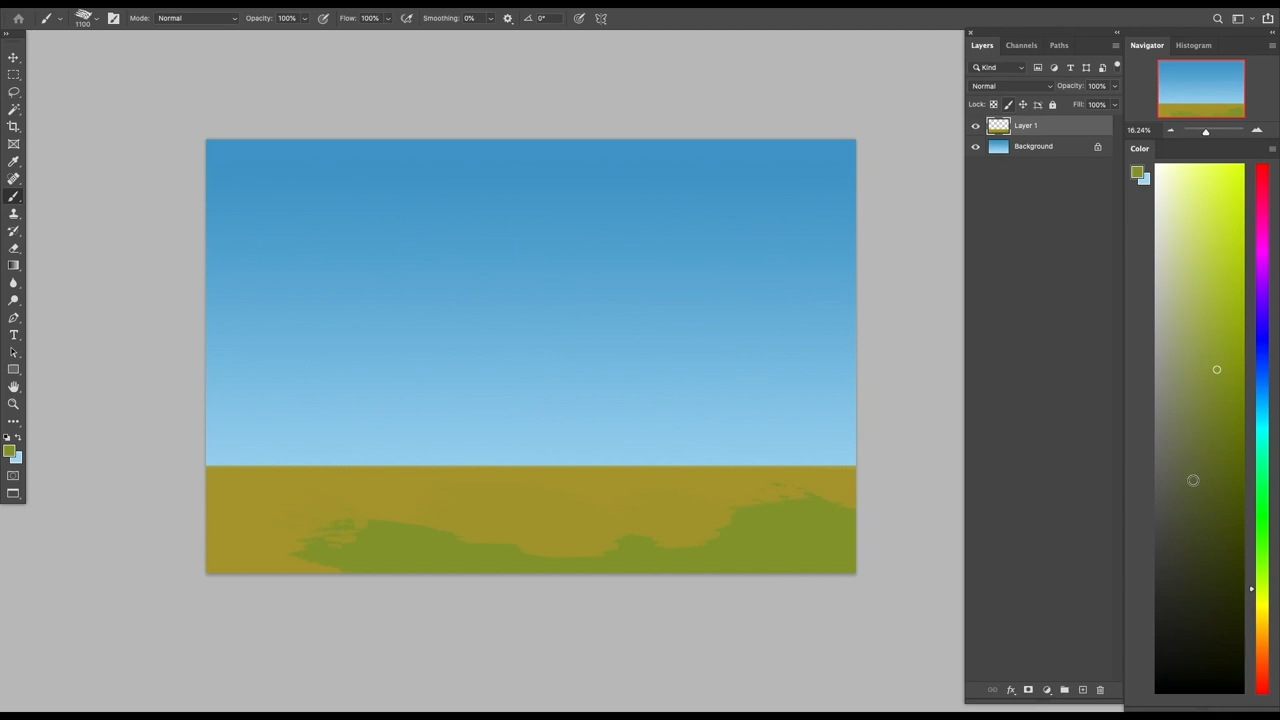 1100 Mode: Normal Opacity: 100% Flow: 100% Smoothing: 0% 0°
Layers Channels Paths
Navigator Histogram
Kind
Normal Opacity: 100%
Lock: Fill: 100%
Layer 1
16.24%
Background
Color